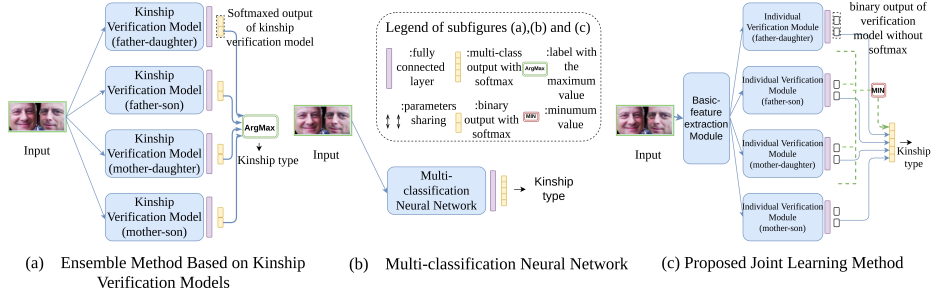 Kinship
Verification Model
(father-daughter)
Softmaxed output
of kinship
verification model
Kinship
Verification Model
(father-son)
Kinship
Verification Model
(mother-daughter)
Kinship
Verification Model
(mother-son)
Input
ArgMax
Kinship type
(a) Ensemble Method Based on Kinship
Verification Models
Legend of subfigures (a),(b) and (c)
:fully
connected
layer
:multi-class
output with
softmax
ArgMax
:label with
the
maximum
value
:parameters
sharing
:binary
output with
softmax
MIN
:minumum
value
Input
Multi-
classification
Neural Network
Kinship
type
(b) Multi-classification Neural Network
Input
Basic-
feature
extraction
Module
Individual
Verification Module
(father-daughter)
Individual Verification
Module
(father-son)
Individual Verification
Module
(mother-daughter)
Individual Verification
Module
(mother-son)
binary output of
verification
model without
softmax
MIN
Kinship
type
(c) Proposed Joint Learning Method